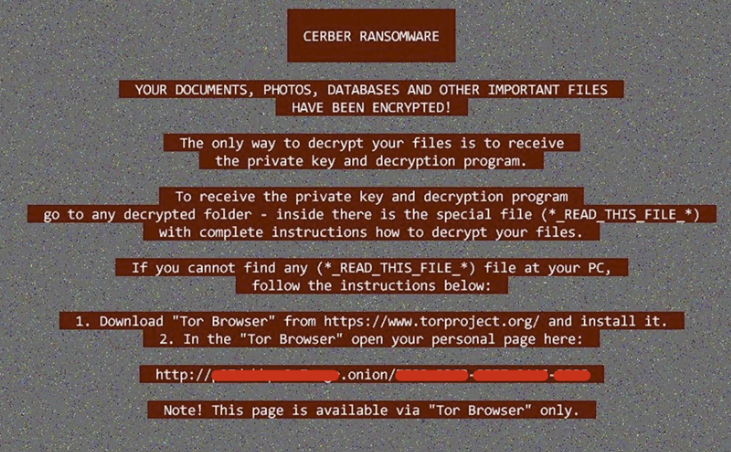 CERBER RANSOMWARE
YOUR DOCUMENTS, PHOTOS, DATABASES AND OTHER IMPORTANT FILES
HAVE BEEN ENCRYPTED!
The only way to decrypt your files is to receive
the private key and decryption program.
To receive the private key and decryption program
go to any decrypted folder - inside there is the special file (*_READ_THIS_FILE_*)
with complete instructions how to decrypt your files.
If you cannot find any (*_READ_THIS_FILE_*) file at your PC,
follow the instructions below:
1. Download "Tor Browser" from https://www.torproject.org/ and install it.
2. In the "Tor Browser" open your personal page here:
http:// .onion/
Note! This page is available via "Tor Browser" only.